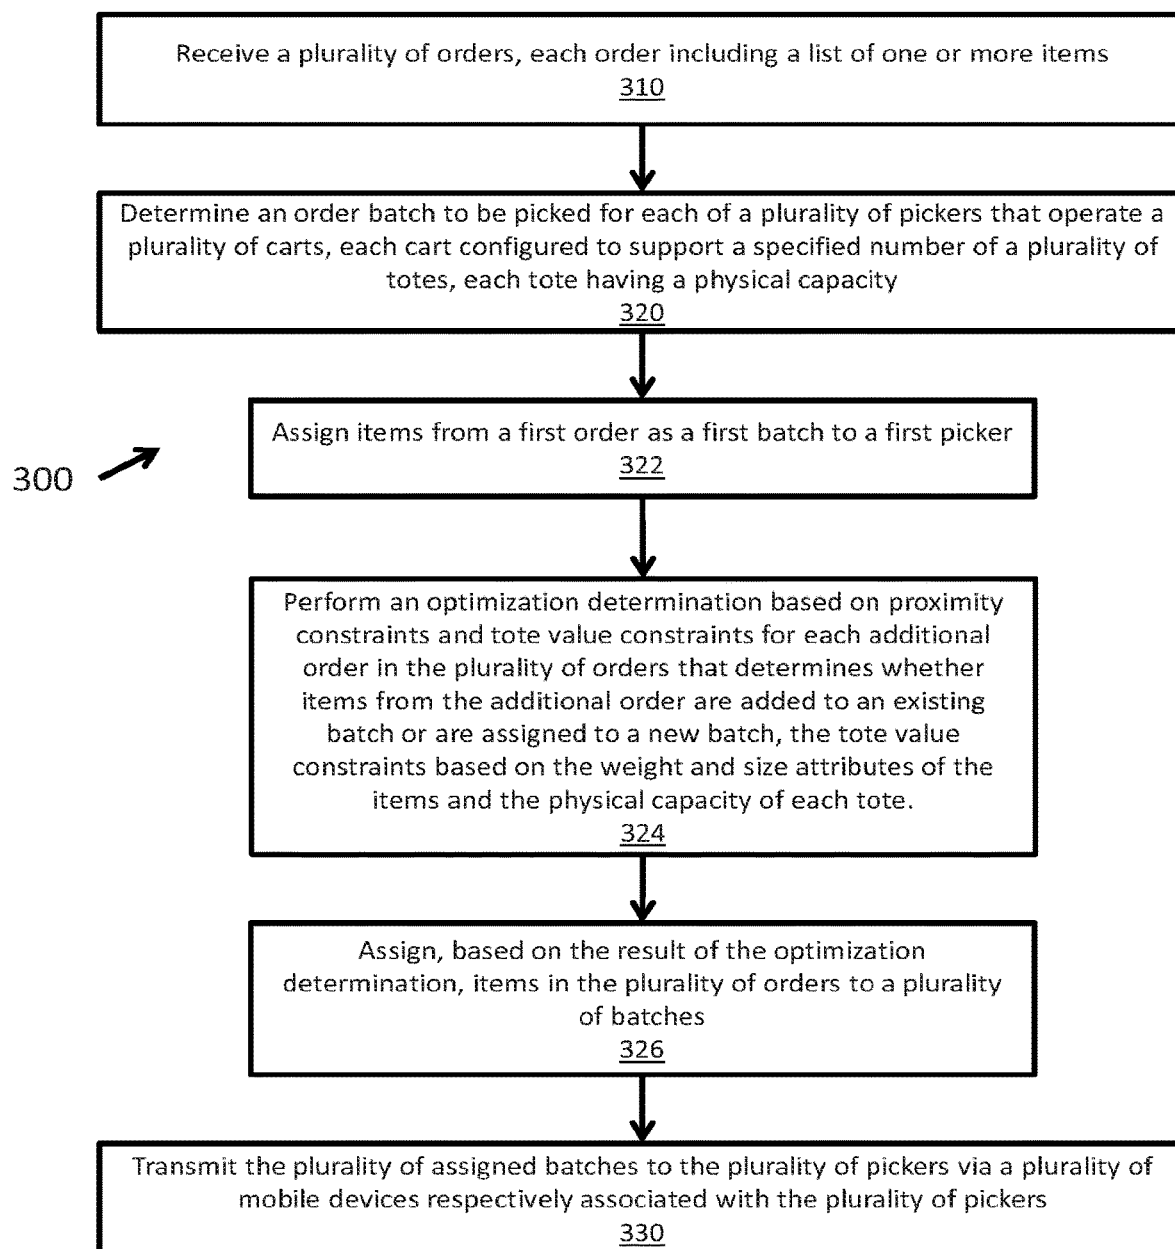 Receive a plurality of orders, each order including a list of one or more items
310
Determine an order batch to be picked for each of a plurality of pickers that operate a
plurality of carts, each cart configured to support a specified number of a plurality of
totes, each tote having a physical capacity
320
Assign items from a first order as a first batch to a first picker
322
300
Perform an optimization determination based on proximity
constraints and tote value constraints for each additional
order in the plurality of orders that determines whether
items from the additional order are added to an existing
batch or are assigned to a new batch, the tote value
constraints based on the weight and size attributes of the
items and the physical capacity of each tote.
324
Assign, based on the result of the optimization
determination, items in the plurality of orders to a plurality
of batches
326
Transmit the plurality of assigned batches to the plurality of pickers via a plurality of
mobile devices respectively associated with the plurality of pickers
330